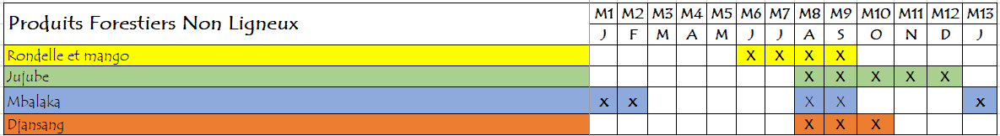 Produits Forestiers Non Ligneux M1 M2 M3 M4 M5 M6 M7 M8 M9 M10 M11 M12 M13
J F M A M J J A S O N D J
Rondelle et mango X X X X
Jujube X X X X X
Mbalaka X X X X X
Djansang X X X